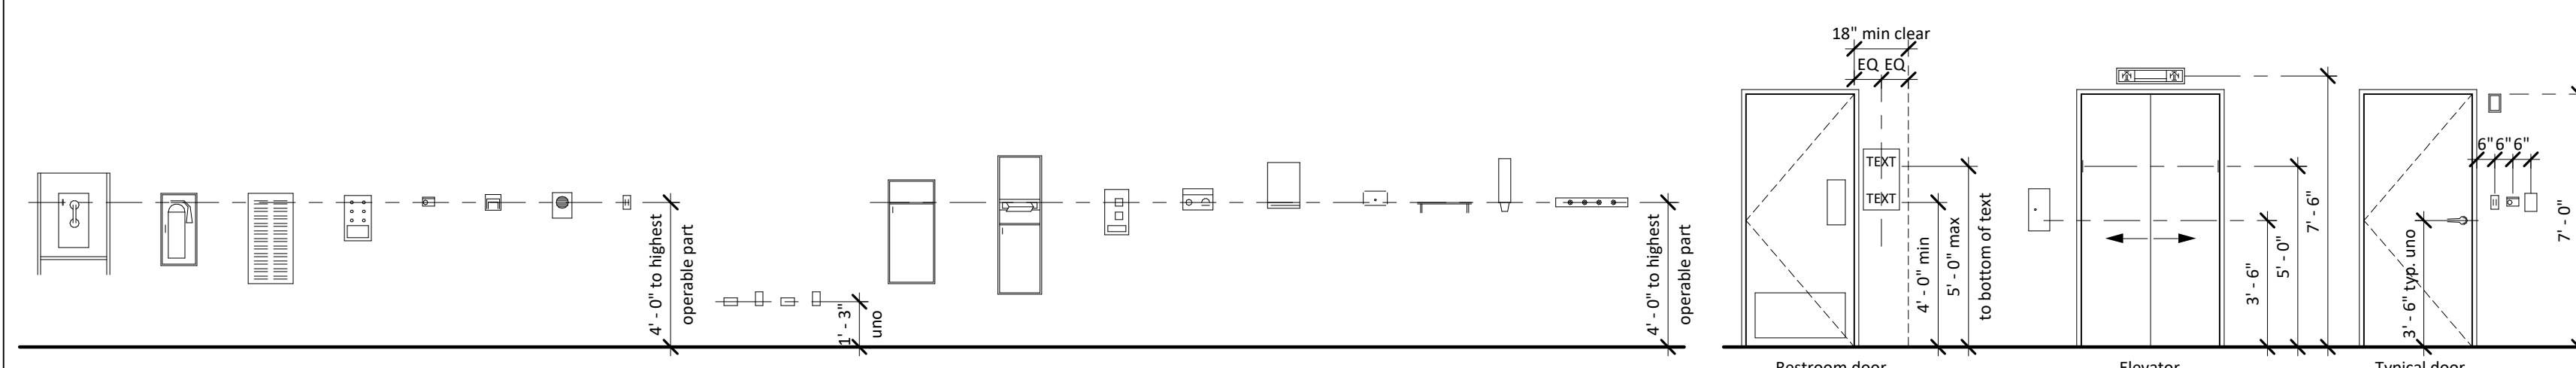 4' - 0" to highest
operable part
1' - 3"
uno
4' - 0" to highest
operable part
18" min clear
EQ EQ
TEXT
TEXT
4' - 0" min
5' - 0" max
to bottom of text
3' - 6"
5' - 0"
7' - 6"
3' - 6" typ. uno
6" 6" 6"
7' - 0"
Restroom door
Elevator
Typical door